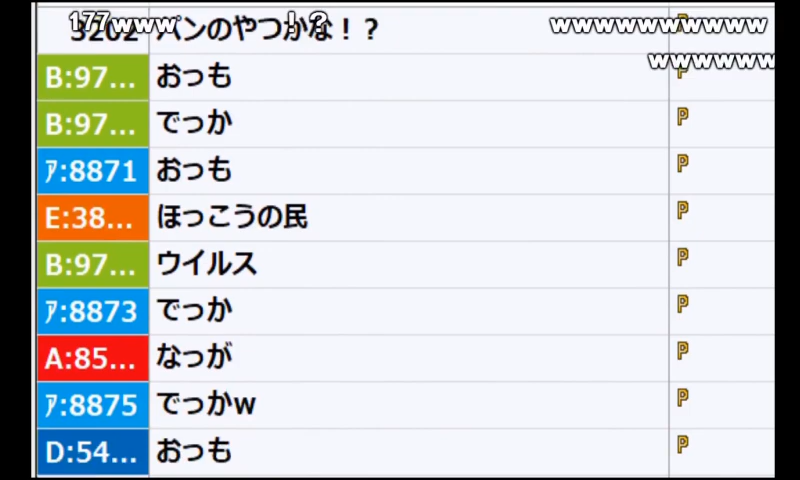 177www ！？ wwwwwwwwww
3202 パンのやつかな！？ P
wwwwww
B:97... おっも P
B:97... でっか P
ｱ:8871 おっも P
E:38... ほっこうの民 P
B:97... ウイルス P
ｱ:8873 でっか P
A:85... なっが P
ｱ:8875 でっかw P
D:54... おっも P